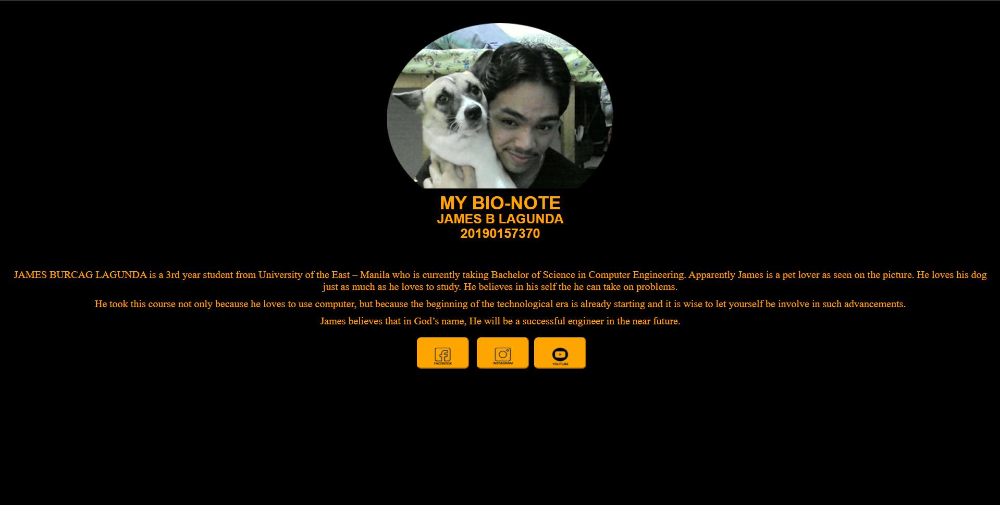 MY BIO-NOTE
JAMES B LAGUNDA
20190157370
JAMES BURCAG LAGUNDA is a 3rd year student from University of the East – Manila who is currently taking Bachelor of Science in Computer Engineering. Apparently James is a pet lover as seen on the picture. He loves his dog
just as much as he loves to study. He believes in his self the he can take on problems.
He took this course not only because he loves to use computer, but because the beginning of the technological era is already starting and it is wise to let yourself be involve in such advancements.
James believes that in God’s name, He will be a successful engineer in the near future.
FACEBOOK INSTAGRAM YOUTUBE